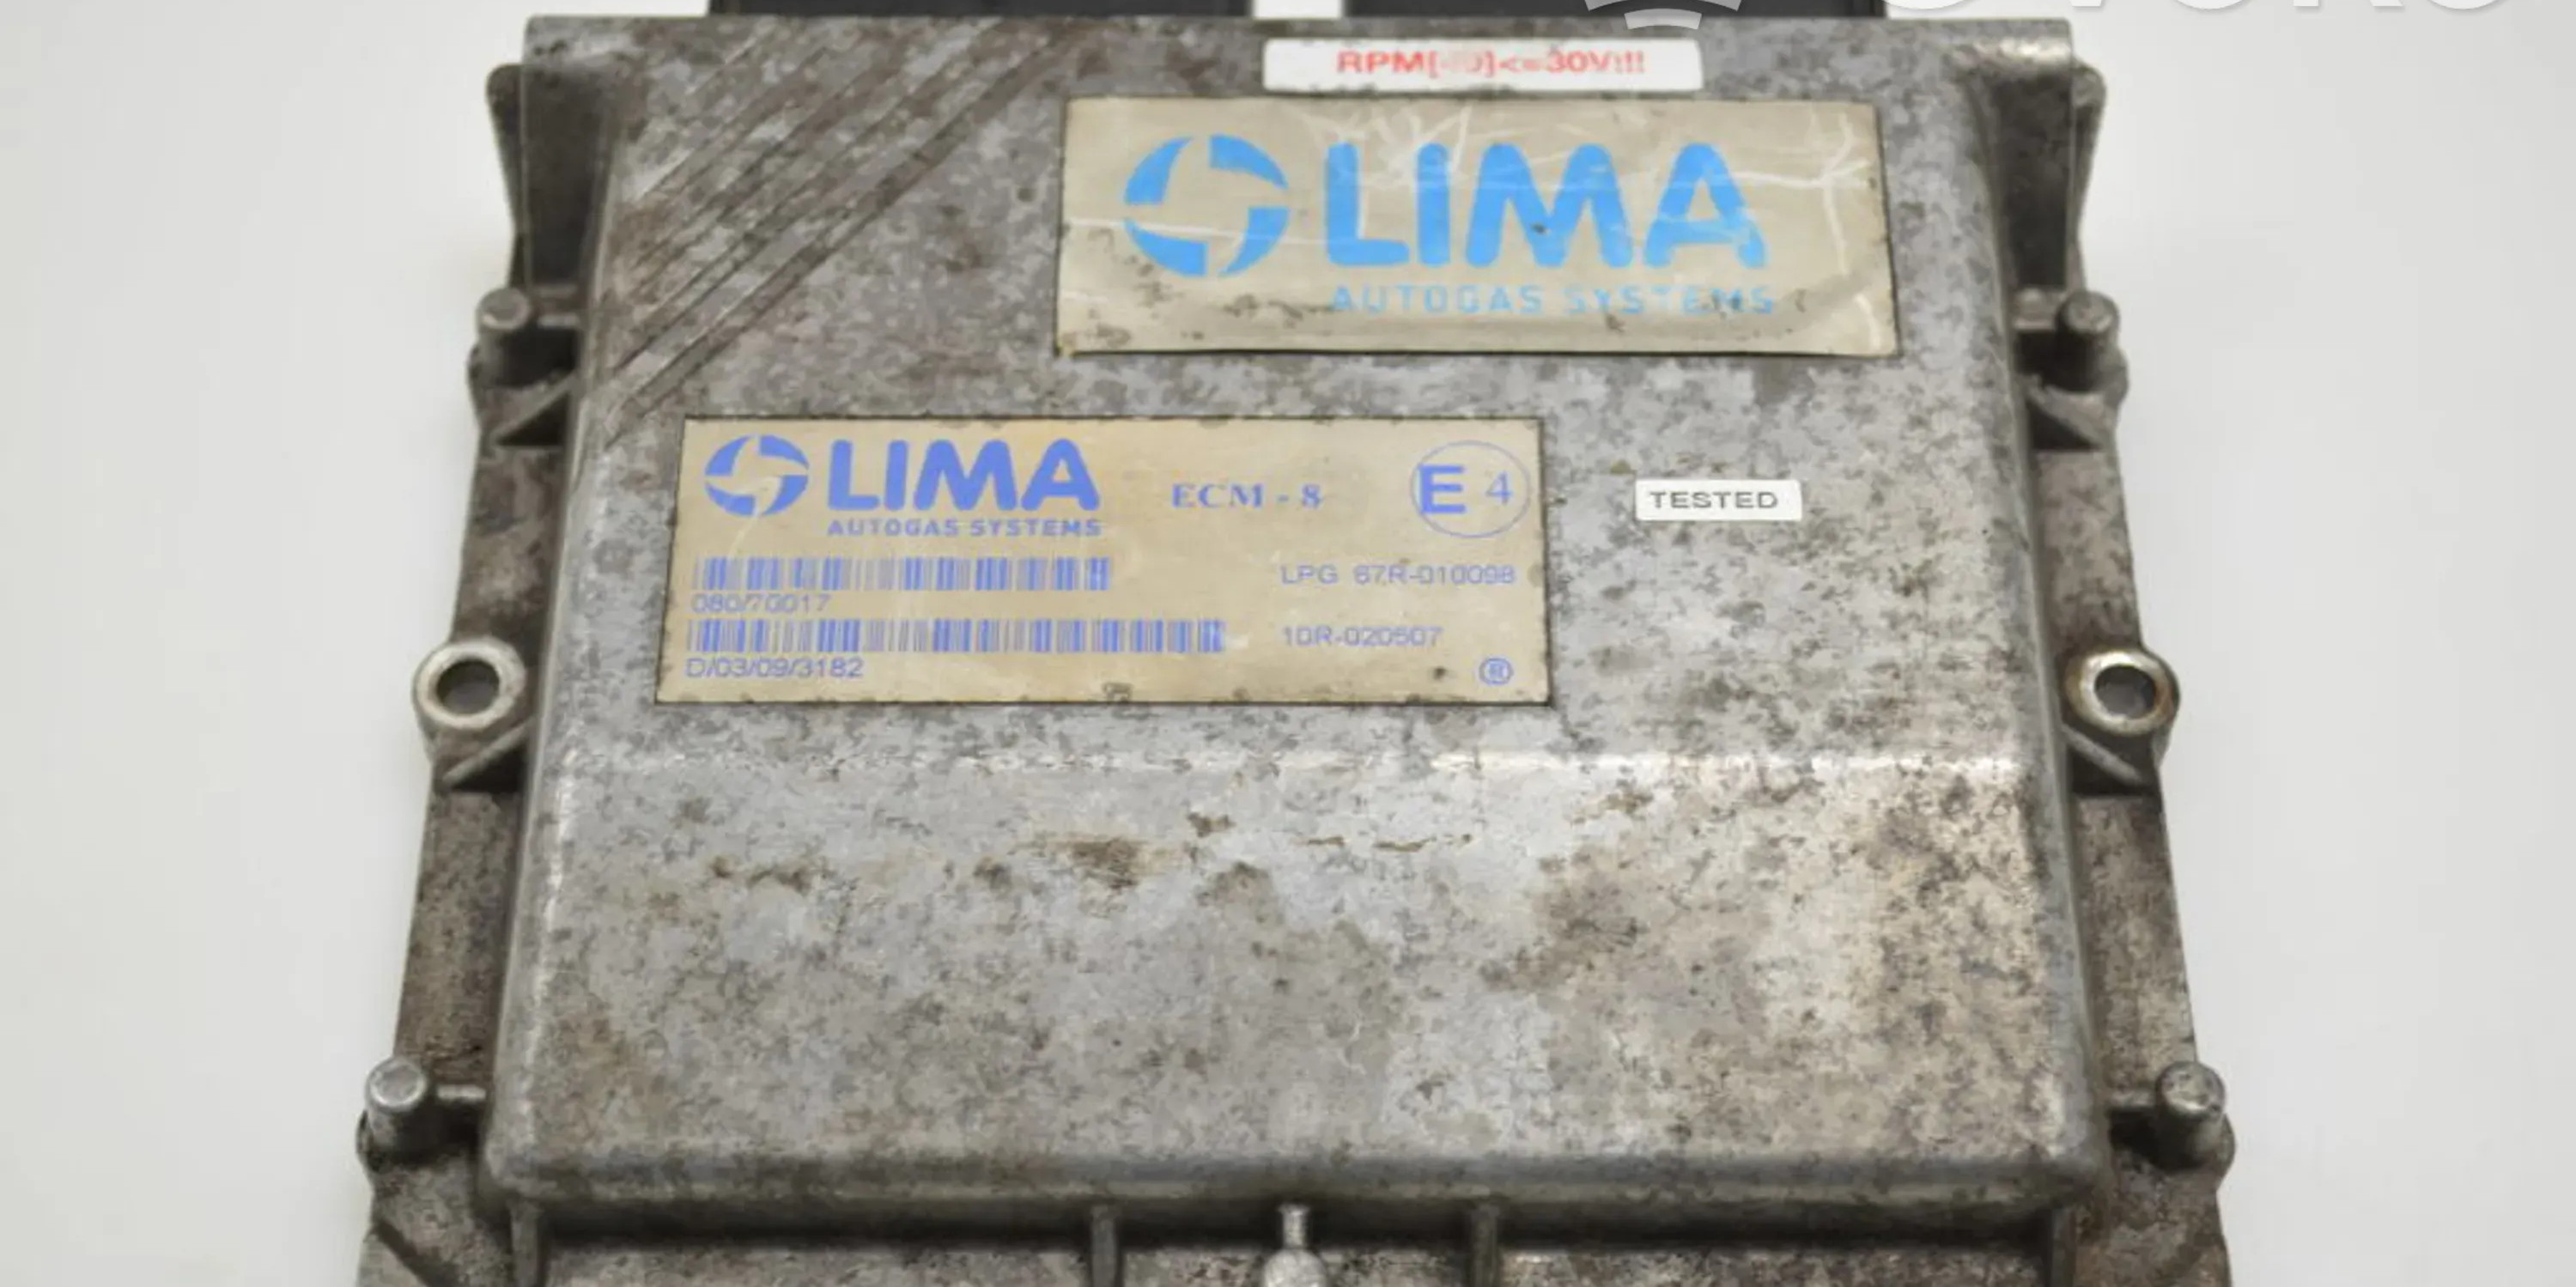 RPM[-0]<=30V!!!
LIMA
AUTOGAS SYSTEMS
LIMA
AUTOGAS SYSTEMS
ECM - 8
E 4
TESTED
080/70017
LPG 67R-010098
D/03/09/3182
10R-020507
®